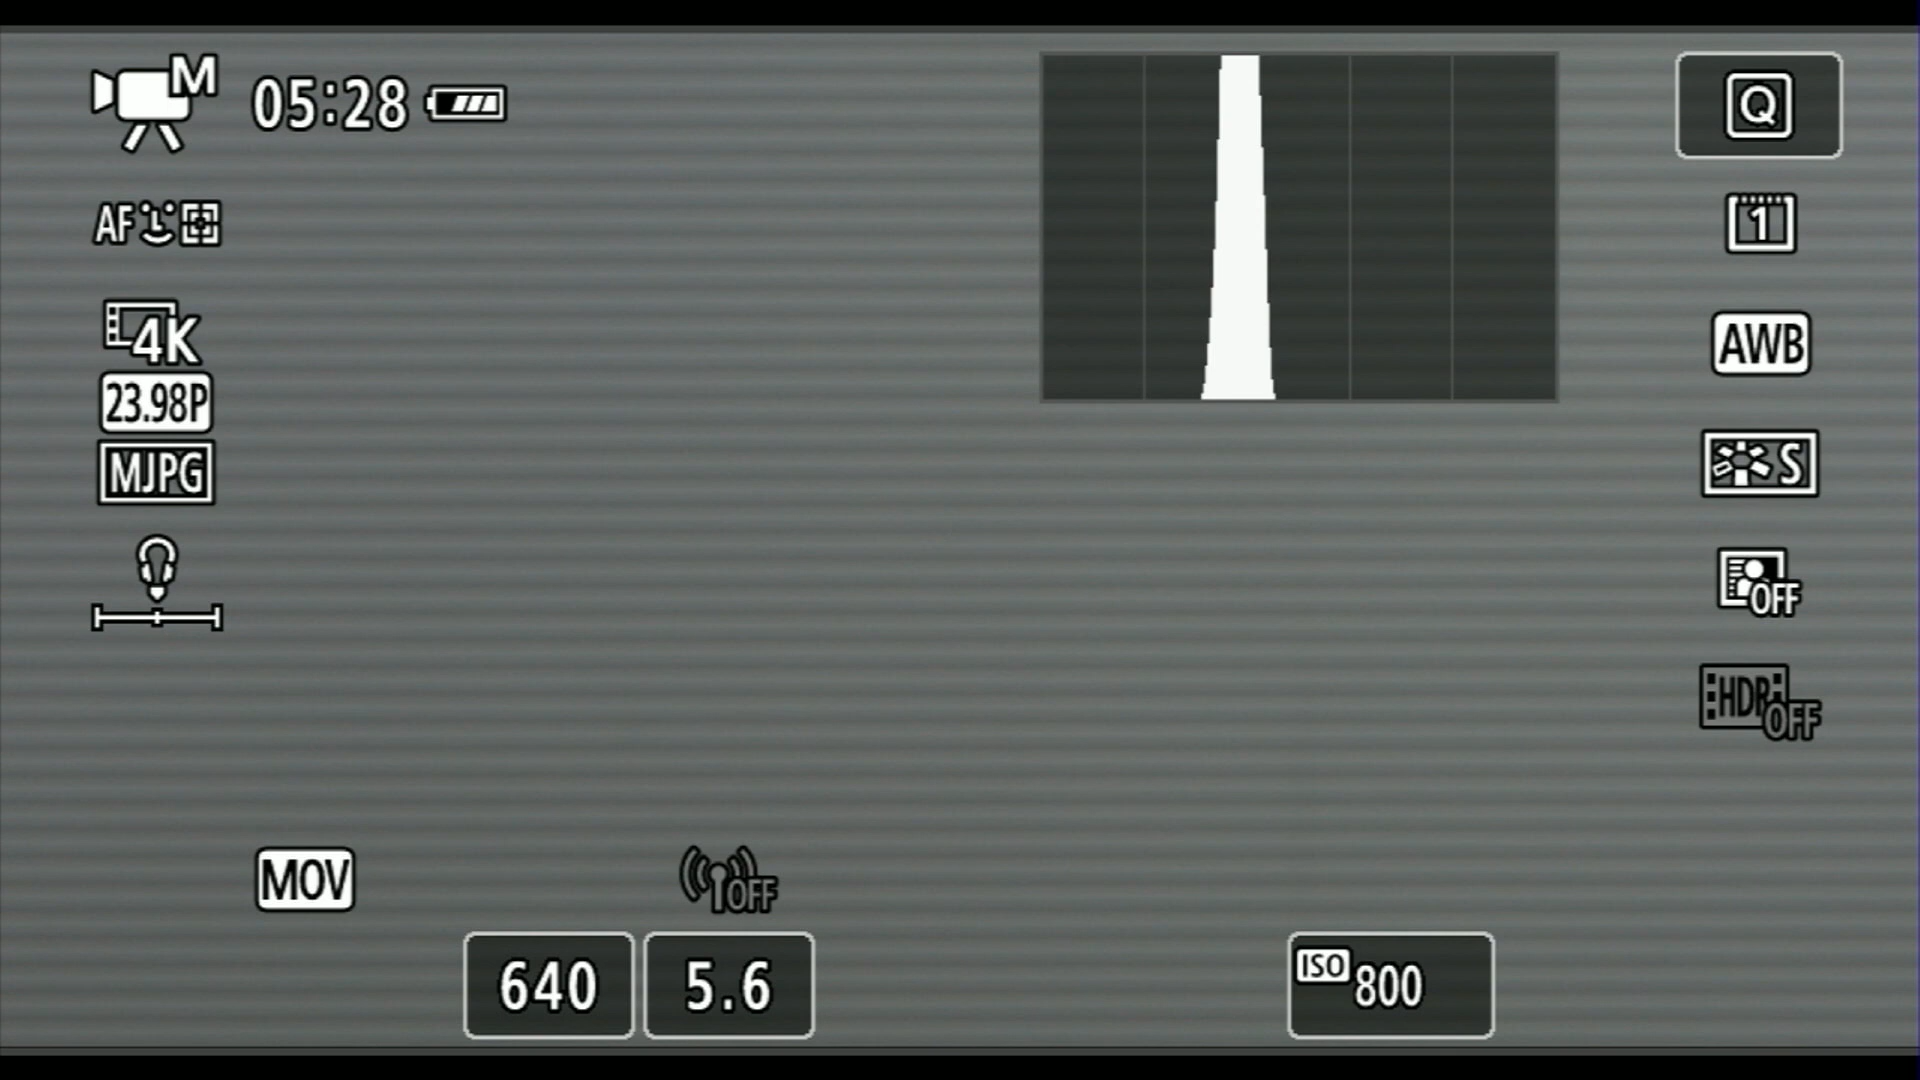 M 05:28
Q
AF
1
4K
AWB
23.98P
MJPG
S
OFF
HDR OFF
MOV
OFF
640 5.6 ISO 800